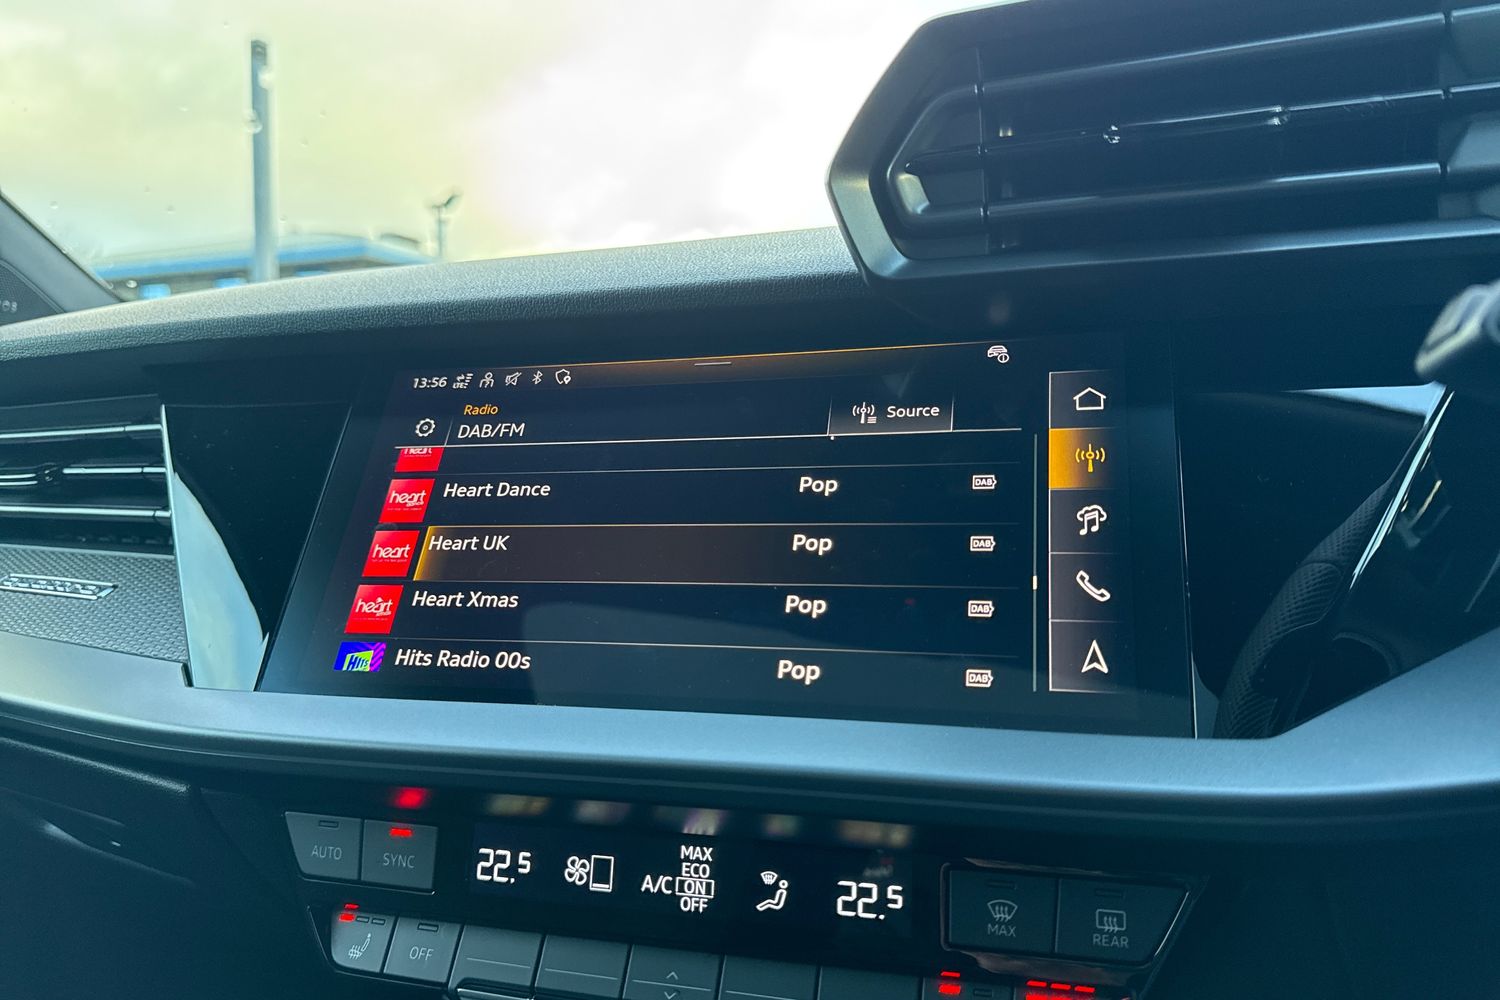 13:56 LTE
Radio
DAB/FM
Source
heart
heart Heart Dance Pop DAB
heart Heart UK Pop DAB
heart Heart Xmas Pop DAB
Hits Hits Radio 00s Pop DAB
AUTO
SYNC
22.5
A/C
MAX
ECO
ON
OFF
22.5
MAX
REAR
OFF